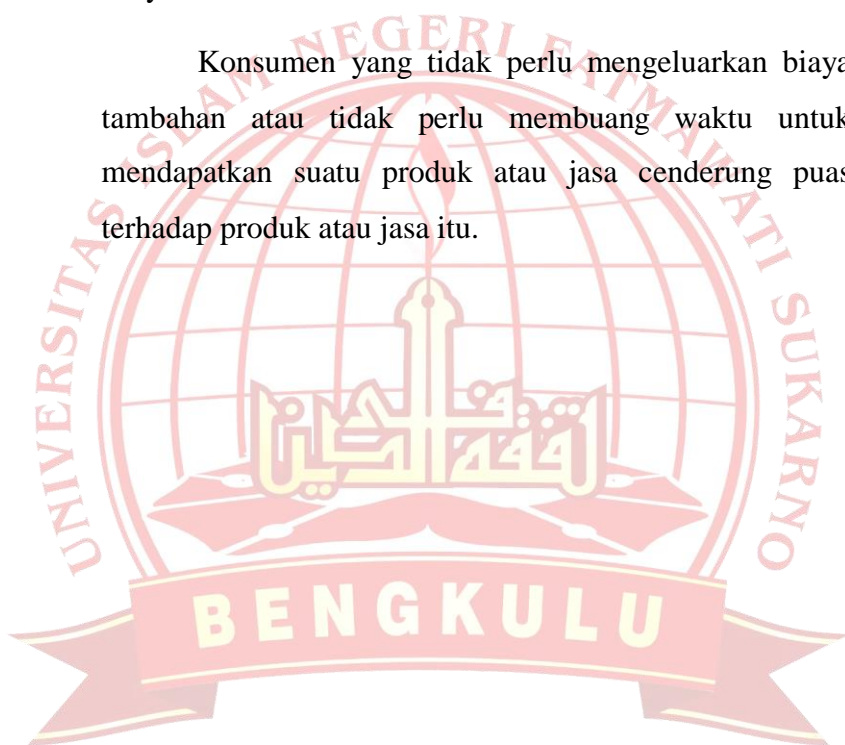 Konsumen yang tidak perlu mengeluarkan biaya
tambahan atau tidak perlu membuang waktu untuk
mendapatkan suatu produk atau jasa cenderung puas
terhadap produk atau jasa itu.
UNIVERSITAS ISLAM NEGERI FATMAWATI SUKARNO
BENGKULU